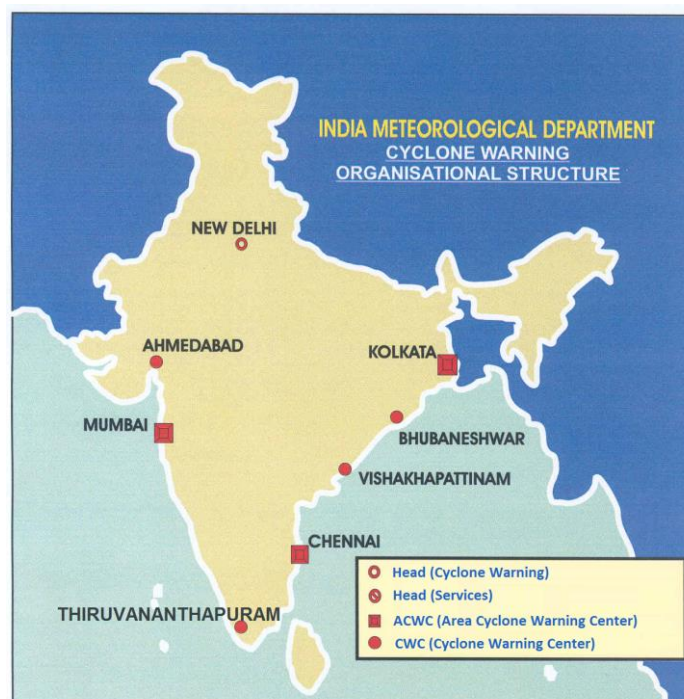 INDIA METEOROLOGICAL DEPARTMENT
CYCLONE WARNING
ORGANISATIONAL STRUCTURE
NEW DELHI
AHMEDABAD
KOLKATA
MUMBAI
BHUBANESHWAR
VISHAKHAPATTINAM
CHENNAI
THIRUVANANTHAPURAM
Head (Cyclone Warning)
Head (Services)
ACWC (Area Cyclone Warning Center)
CWC (Cyclone Warning Center)